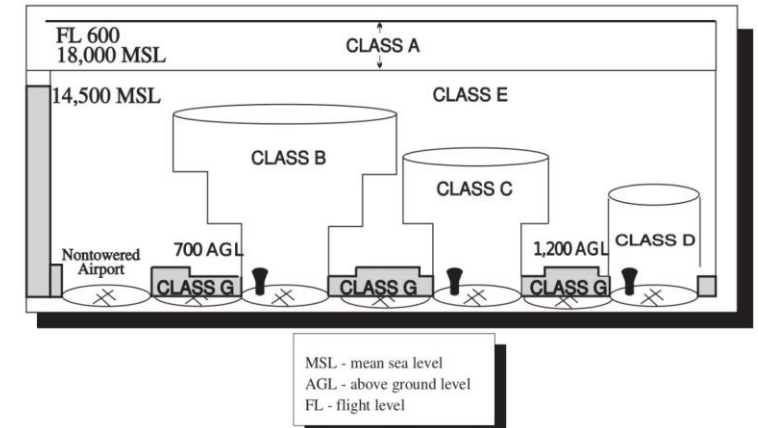 FL 600
18,000 MSL
CLASS A
14,500 MSL
CLASS E
CLASS B
CLASS C
CLASS D
Nontowered
Airport
700 AGL
1,200 AGL
CLASS G
CLASS G
CLASS G
MSL - mean sea level
AGL - above ground level
FL - flight level